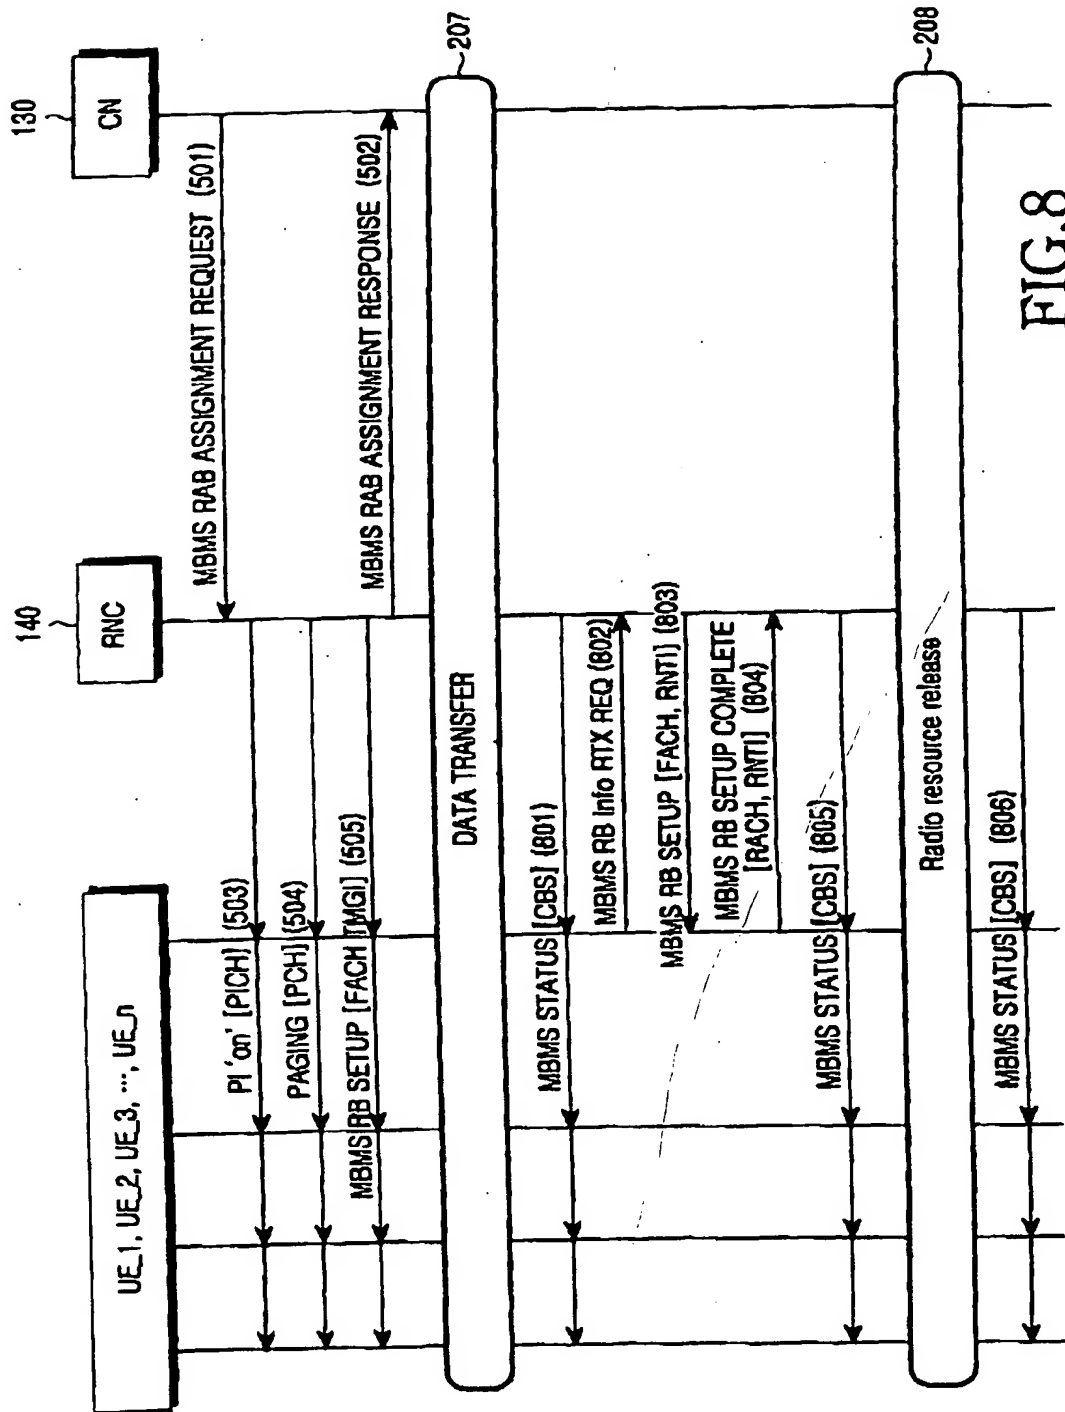 UE_1, UE_2, UE_3, ···, UE_n
140
RNC
130
CN
MBMS RAB ASSIGNMENT REQUEST (501)
PI 'on' [PICH] (503)
PAGING [PCH] (504)
MBMS RB SETUP [FACH TMGI] (505)
MBMS RAB ASSIGNMENT RESPONSE (502)
DATA TRANSFER
207
MBMS STATUS [CBS] (801)
MBMS RB Info RTX REQ (802)
MBMS RB SETUP [FACH, RNTI] (803)
MBMS RB SETUP COMPLETE
[RACH, RNTI] (804)
MBMS STATUS [CBS] (805)
Radio resource release
208
MBMS STATUS [CBS] (806)
FIG.8